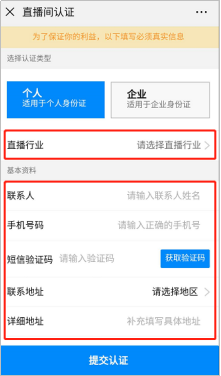 直播间认证
为了保证你的利益，以下填写必须真实信息
选择认证类型
个人
适用于个人身份证
企业
适用于企业身份证
直播行业 请选择直播行业
基本资料
联系人 请输入联系人姓名
手机号码 请输入正确的手机号
短信验证码 请输入验证码 获取验证码
联系地址 请选择地区
详细地址 补充填写具体地址
提交认证